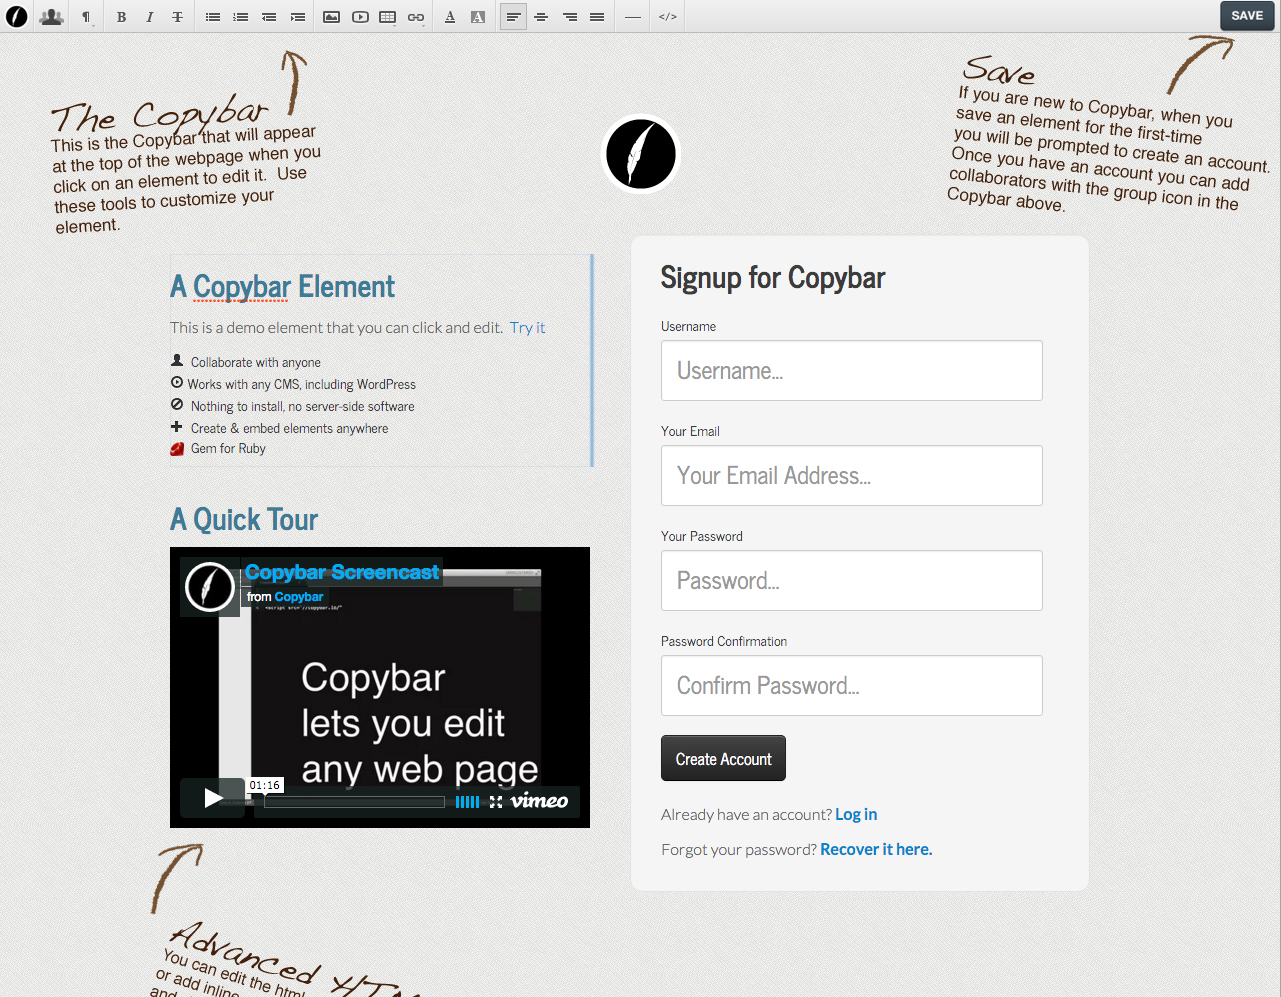 ¶
B
I
T
A
A
</>
SAVE
The Copybar
This is the Copybar that will appear
at the top of the webpage when you
click on an element to edit it. Use
these tools to customize your
element.
Save
If you are new to Copybar, when you
save an element for the first-time
you will be prompted to create an account.
Once you have an account you can add
collaborators with the group icon in the
Copybar above.
A Copybar Element
This is a demo element that you can click and edit. Try it
Collaborate with anyone
Works with any CMS, including WordPress
Nothing to install, no server-side software
Create & embed elements anywhere
Gem for Ruby
A Quick Tour
Copybar Screencast
from Copybar
Copybar
lets you edit
any web page
01:16
vimeo
Signup for Copybar
Username
Username...
Your Email
Your Email Address...
Your Password
Password...
Password Confirmation
Confirm Password...
Create Account
Already have an account? Log in
Forgot your password? Recover it here.
Advanced HTM
You can edit the html
or add inline
and